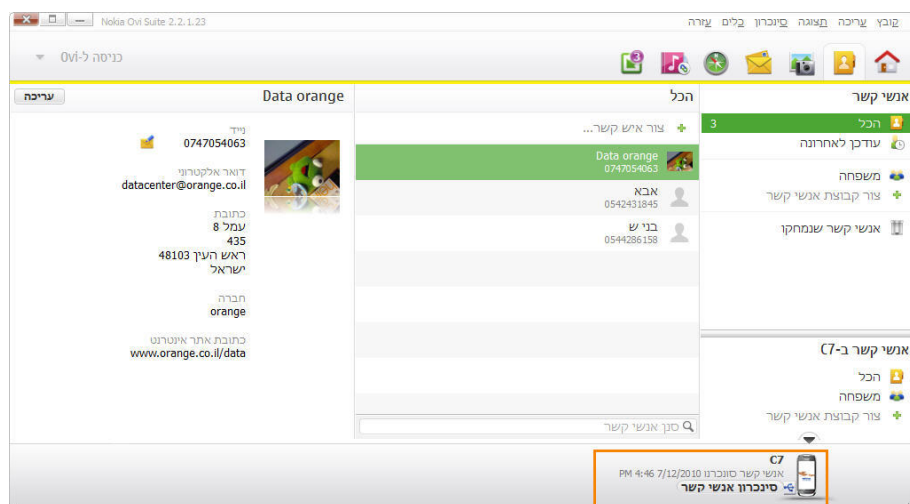 Nokia Ovi Suite 2.2.1.23
קובץ עריכה תצוגה סינכרון כלים עזרה
כניסה ל-Ovi
3
אנשי קשר
הכל 3
עודכן לאחרונה
משפחה
צור קבוצת אנשי קשר
אנשי קשר שנמחקו
אנשי קשר ב-C7
הכל
משפחה
צור קבוצת אנשי קשר
הכל
צור איש קשר...
Data orange
0747054063
אבא
0542431845
בני ש
0544286158
סנן אנשי קשר
Data orange
עריכה
נייד
0747054063
דואר אלקטרוני
datacenter@orange.co.il
כתובת
עמל 8
435
ראש העין 48103
ישראל
חברה
orange
כתובת אתר אינטרנט
www.orange.co.il/data
C7
אנשי קשר סונכרנו 7/12/2010 4:46 PM
סינכרון אנשי קשר